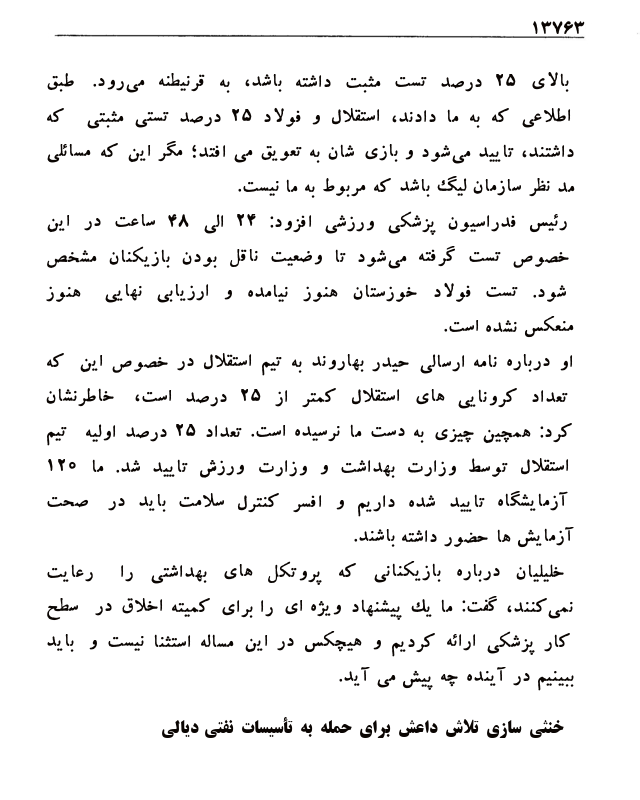 ۱۳۷۶۳
بالای ۲۵ درصد تست مثبت داشته باشد، به قرنیطنه می‌رود. طبق
اطلاعی که به ما دادند، استقلال و فولاد ۲۵ درصد تستی مثبتی که
داشتند، تایید می‌شود و بازی شان به تعویق می افتد؛ مگر این که مسائلی
مد نظر سازمان لیگ باشد که مربوط به ما نیست.
رئیس فدراسیون پزشکی ورزشی افزود: ۲۴ الی ۴۸ ساعت در این
خصوص تست گرفته می‌شود تا وضعیت ناقل بودن بازیکنان مشخص
شود. تست فولاد خوزستان هنوز نیامده و ارزیابی نهایی هنوز
منعکس نشده است.
او درباره نامه ارسالی حیدر بهاروند به تیم استقلال در خصوص این که
تعداد کرونایی های استقلال کمتر از ۲۵ درصد است، خاطرنشان
کرد: همچین چیزی به دست ما نرسیده است. تعداد ۲۵ درصد اولیه تیم
استقلال توسط وزارت بهداشت و وزارت ورزش تایید شد. ما ۱۲۰
آزمایشگاه تایید شده داریم و افسر کنترل سلامت باید در صحت
آزمایش ها حضور داشته باشند.
خلیلیان درباره بازیکنانی که پروتکل های بهداشتی را رعایت
نمی‌کنند، گفت: ما یك پیشنهاد ویژه ای را برای کمیته اخلاق در سطح
کار پزشکی ارائه کردیم و هیچکس در این مساله استثنا نیست و باید
ببینیم در آینده چه پیش می آید.
خنثی سازی تلاش داعش برای حمله به تأسیسات نفتی دیالی